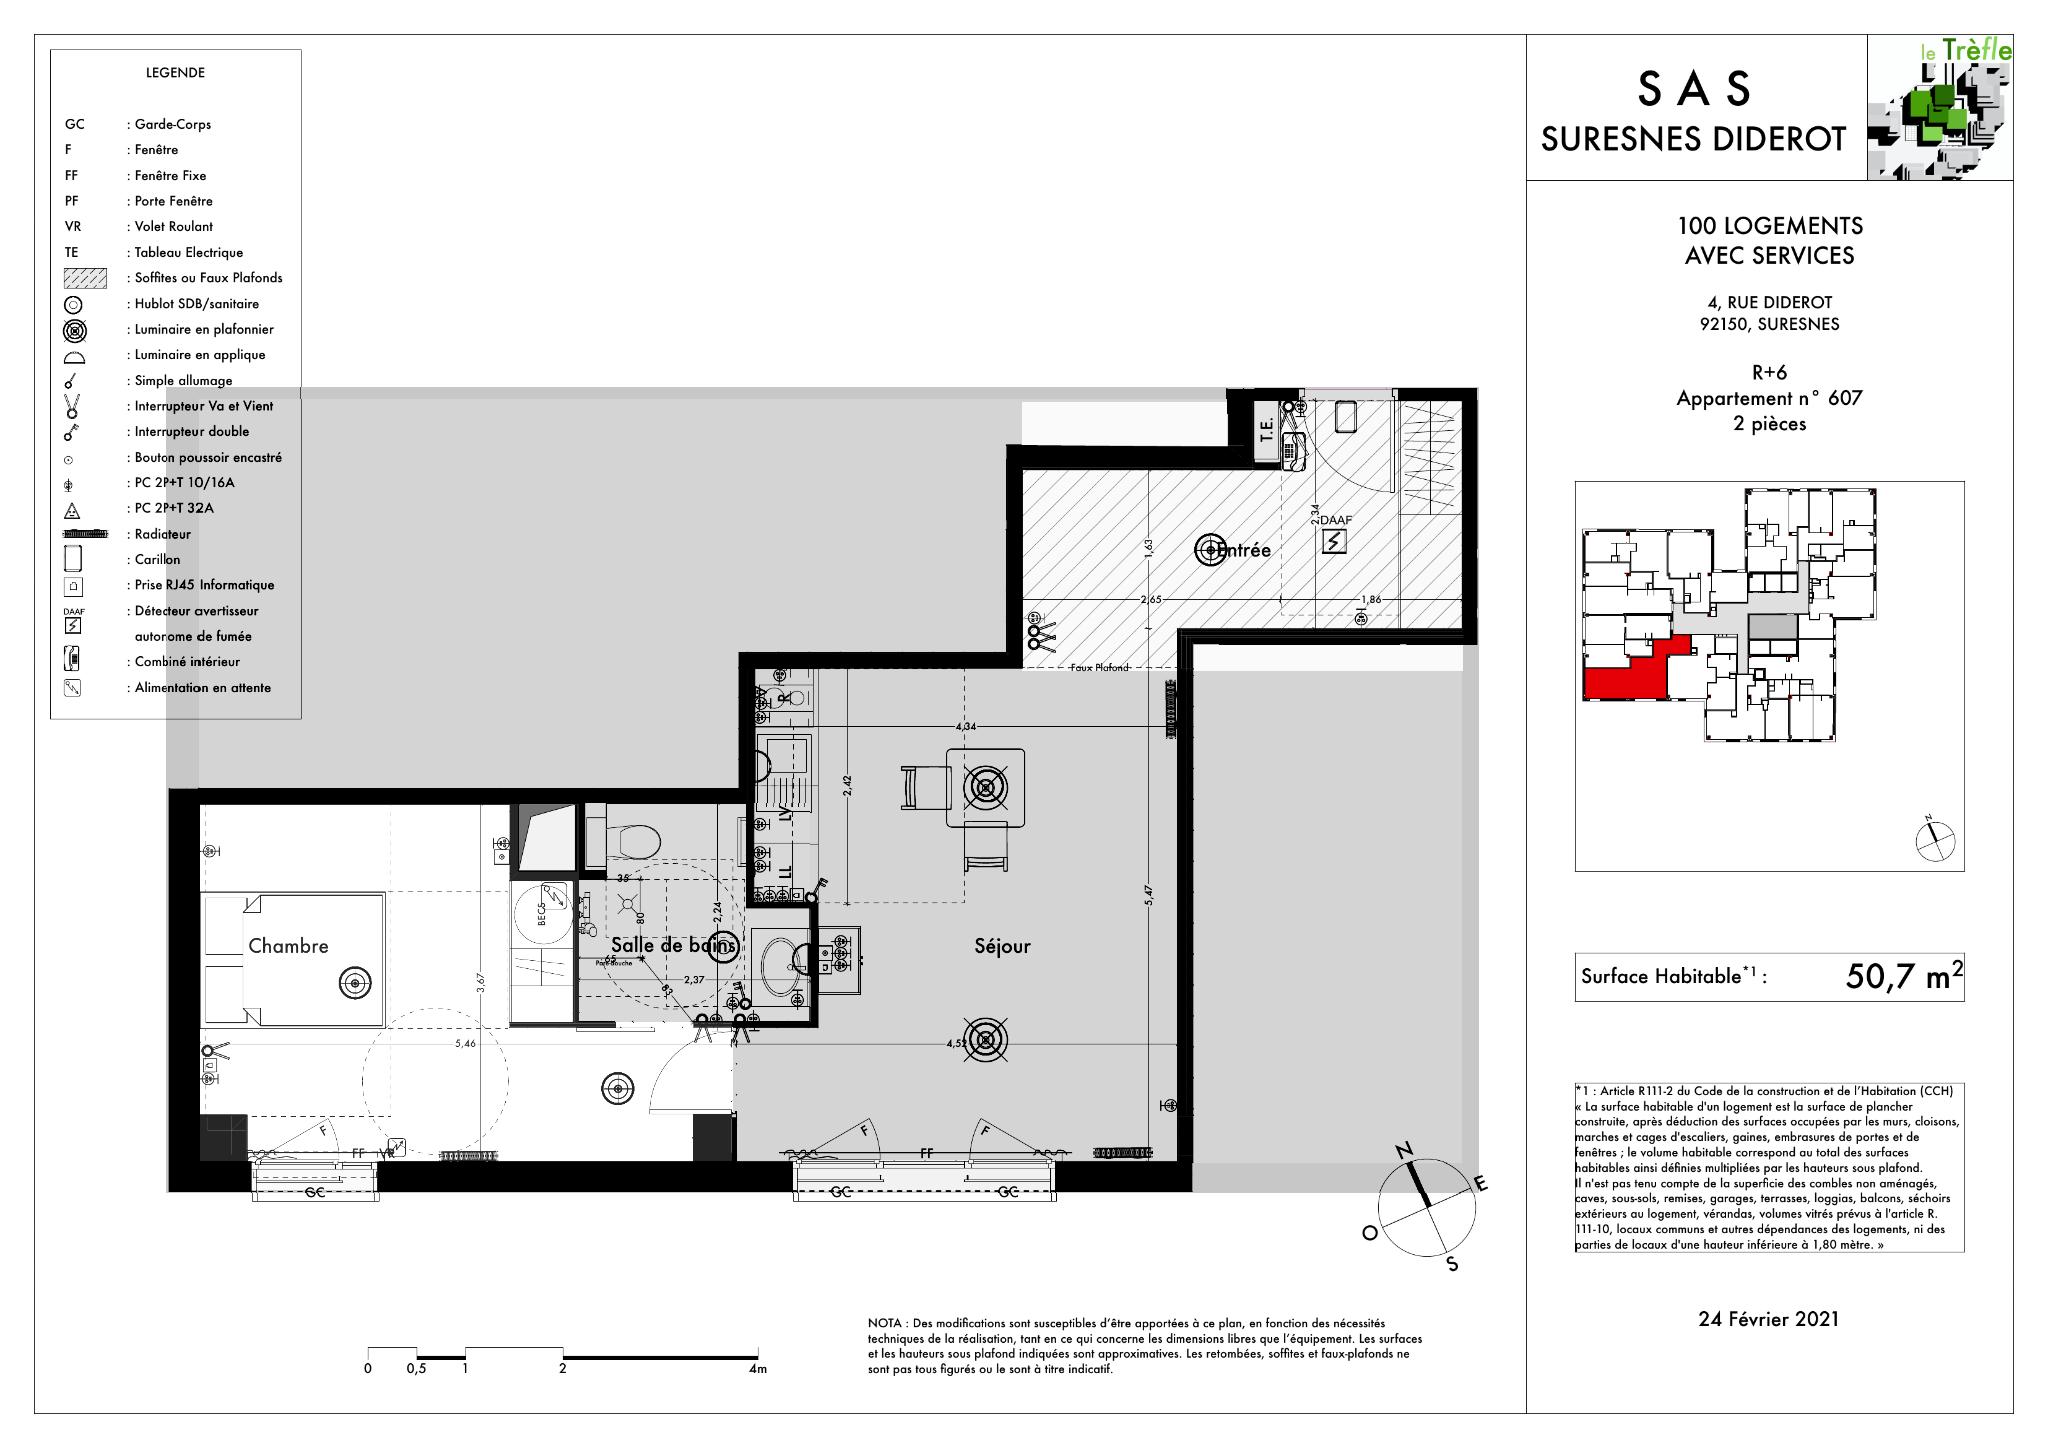 LEGENDE
GC : Garde-Corps
F : Fenêtre
FF : Fenêtre Fixe
PF : Porte Fenêtre
VR : Volet Roulant
TE : Tableau Electrique
: Soffites ou Faux Plafonds
: Hublot SDB/sanitaire
: Luminaire en plafonnier
: Luminaire en applique
: Simple allumage
: Interrupteur Va et Vient
: Interrupteur double
: Bouton poussoir encastré
: PC 2P+T 10/16A
: PC 2P+T 32A
: Radiateur
: Carillon
: Prise RJ45 Informatique
DAAF : Détecteur avertisseur
autonome de fumée
: Combiné intérieur
: Alimentation en attente
T.E.
2,34
DAAF
1,63
Entrée
2,65
1,86
Faux Plafond
R
4,34
2,42
LV
LL
5,47
35
80
2,24
BECS
Chambre
Salle de bains
Séjour
65
Pare-douche
2,37
83
3,67
5,46
4,52
F
F
F
FF
VR
FF
GC
GC
GC
N
E
O
S
0
0,5
1
2
4m
NOTA : Des modifications sont susceptibles d'être apportées à ce plan, en fonction des nécessités
techniques de la réalisation, tant en ce qui concerne les dimensions libres que l'équipement. Les surfaces
et les hauteurs sous plafond indiquées sont approximatives. Les retombées, soffites et faux-plafonds ne
sont pas tous figurés ou le sont à titre indicatif.
SAS
SURESNES DIDEROT
le Trèfle
100 LOGEMENTS
AVEC SERVICES
4, RUE DIDEROT
92150, SURESNES
R+6
Appartement n° 607
2 pièces
N
Surface Habitable*1 : 50,7 m²
*1 : Article R111-2 du Code de la construction et de l'Habitation (CCH)
« La surface habitable d'un logement est la surface de plancher
construite, après déduction des surfaces occupées par les murs, cloisons,
marches et cages d'escaliers, gaines, embrasures de portes et de
fenêtres ; le volume habitable correspond au total des surfaces
habitables ainsi définies multipliées par les hauteurs sous plafond.
Il n'est pas tenu compte de la superficie des combles non aménagés,
caves, sous-sols, remises, garages, terrasses, loggias, balcons, séchoirs
extérieurs au logement, vérandas, volumes vitrés prévus à l'article R.
111-10, locaux communs et autres dépendances des logements, ni des
parties de locaux d'une hauteur inférieure à 1,80 mètre. »
24 Février 2021